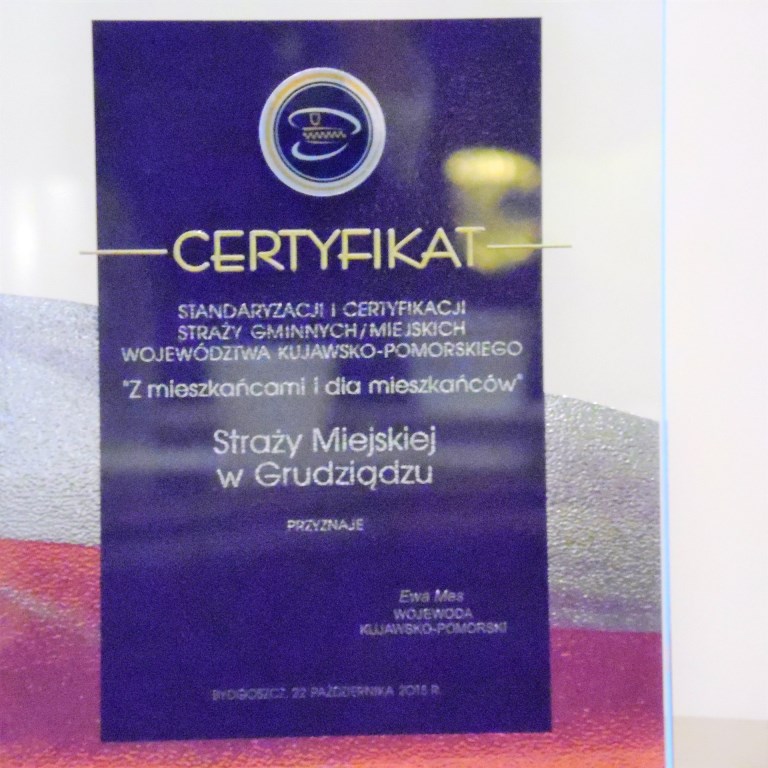 CERTYFIKAT
STANDARYZACJI I CERTYFIKACJI
STRAŻY GMINNYCH/MIEJSKICH
WOJEWÓDZTWA KUJAWSKO-POMORSKIEGO
"Z mieszkańcami i dla mieszkańców"
Straży Miejskiej
w Grudziądzu
PRZYZNAJE
Ewa Mes
WOJEWODA
KUJAWSKO-POMORSKI
BYDGOSZCZ, 22 PAŹDZIERNIKA 2015 R.